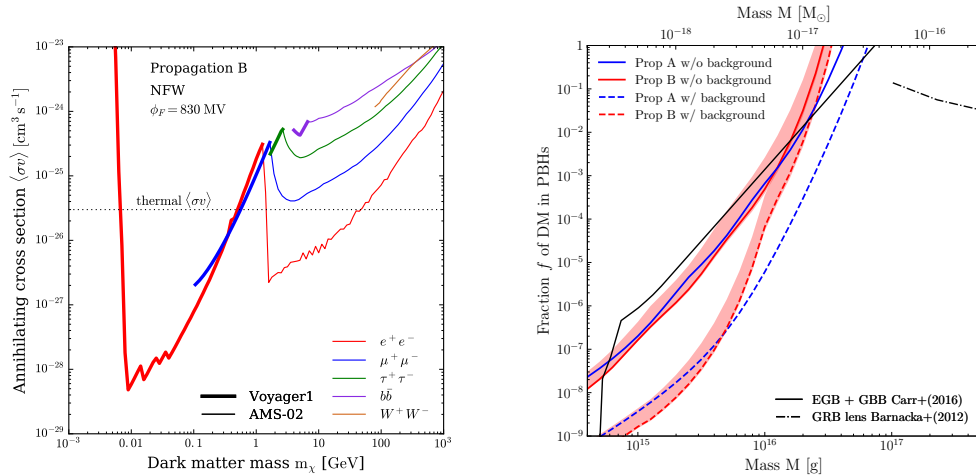 Annihilating cross section ⟨σv⟩ [cm³ s⁻¹]
10⁻²³
10⁻²⁴
10⁻²⁵
10⁻²⁶
10⁻²⁷
10⁻²⁸
10⁻²⁹
Propagation B
NFW
ϕ_F = 830 MV
thermal ⟨σv⟩
e⁺e⁻
μ⁺μ⁻
τ⁺τ⁻
bb̄
W⁺W⁻
Voyager1
AMS-02
10⁻³ 10⁻² 0.1 1 10 10² 10³
Dark matter mass m_χ [GeV]
Mass M [M_⊙]
10⁻¹⁸ 10⁻¹⁷ 10⁻¹⁶
Fraction f of DM in PBHs
1
10⁻¹
10⁻²
10⁻³
10⁻⁴
10⁻⁵
10⁻⁶
10⁻⁷
10⁻⁸
10⁻⁹
Prop A w/o background
Prop B w/o background
Prop A w/ background
Prop B w/ background
EGB + GBB Carr+(2016)
GRB lens Barnacka+(2012)
10¹⁵ 10¹⁶ 10¹⁷
Mass M [g]